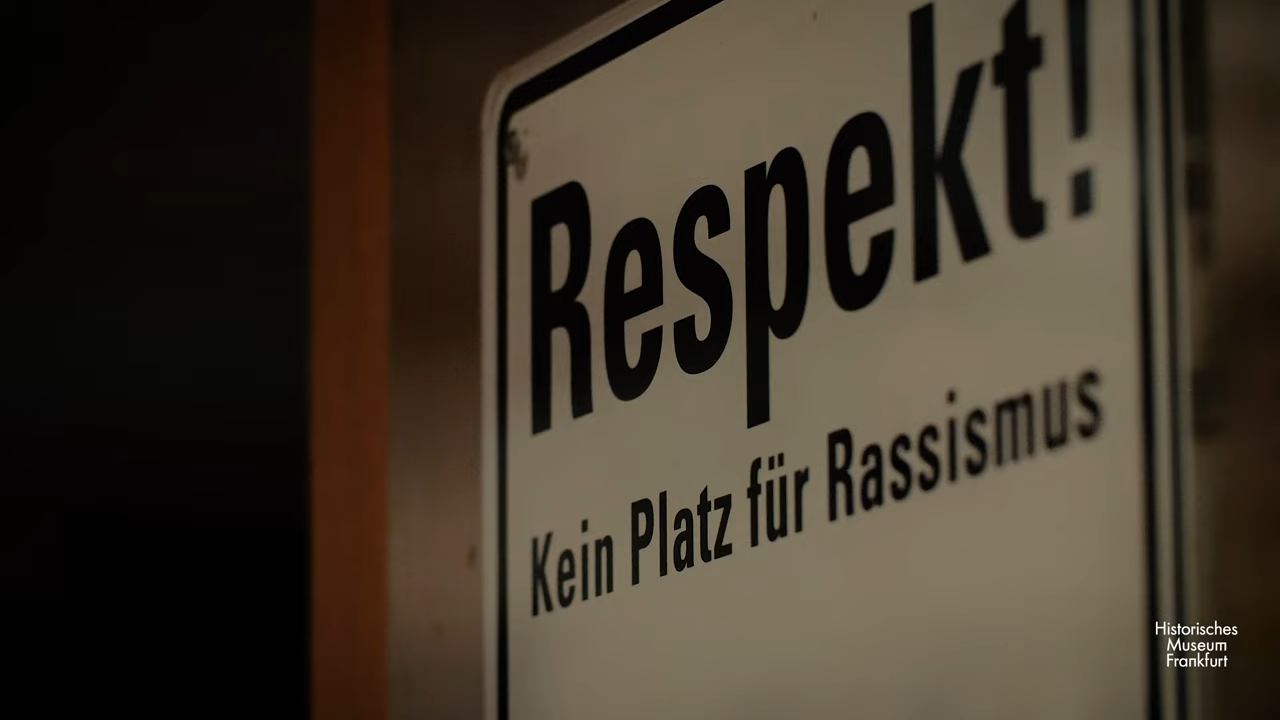 Respekt!
Kein Platz für Rassismus
Historisches
Museum
Frankfurt